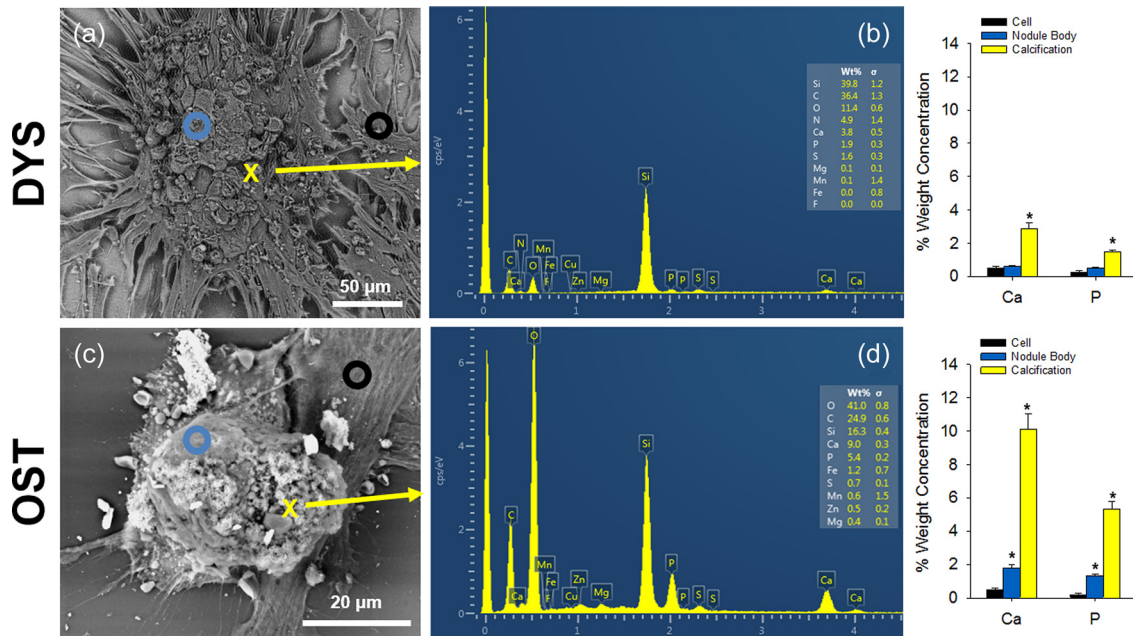 DYS
(a)
50 µm
X
(b)
cps/eV
6
4
2
0
0
1
2
3
4
Wt% σ
Si 39.8 1.2
C 36.4 1.3
O 11.4 0.6
N 4.9 1.4
Ca 3.8 0.5
P 1.9 0.3
S 1.6 0.3
Mg 0.1 0.1
Mn 0.1 1.4
Fe 0.0 0.8
F 0.0 0.0
Si
C
Ca
N
O
Mn
Fe
F
Cu
Zn
Mg
P
P
S
S
Ca
Ca
Cell
Nodule Body
Calcification
% Weight Concentration
14
12
10
8
6
4
2
0
*
*
Ca
P
OST
(c)
20 µm
X
(d)
cps/eV
6
4
2
0
0
1
2
3
4
Wt% σ
O 41.0 0.8
C 24.9 0.6
Si 16.3 0.4
Ca 9.0 0.3
P 5.4 0.2
Fe 1.2 0.7
S 0.7 0.1
Mn 0.6 1.5
Zn 0.5 0.2
Mg 0.4 0.1
O
C
Ca
Mn
Fe
F
Cu
Zn
Mg
Si
P
P
S
S
Ca
Ca
Cell
Nodule Body
Calcification
% Weight Concentration
14
12
10
8
6
4
2
0
*
*
*
*
Ca
P